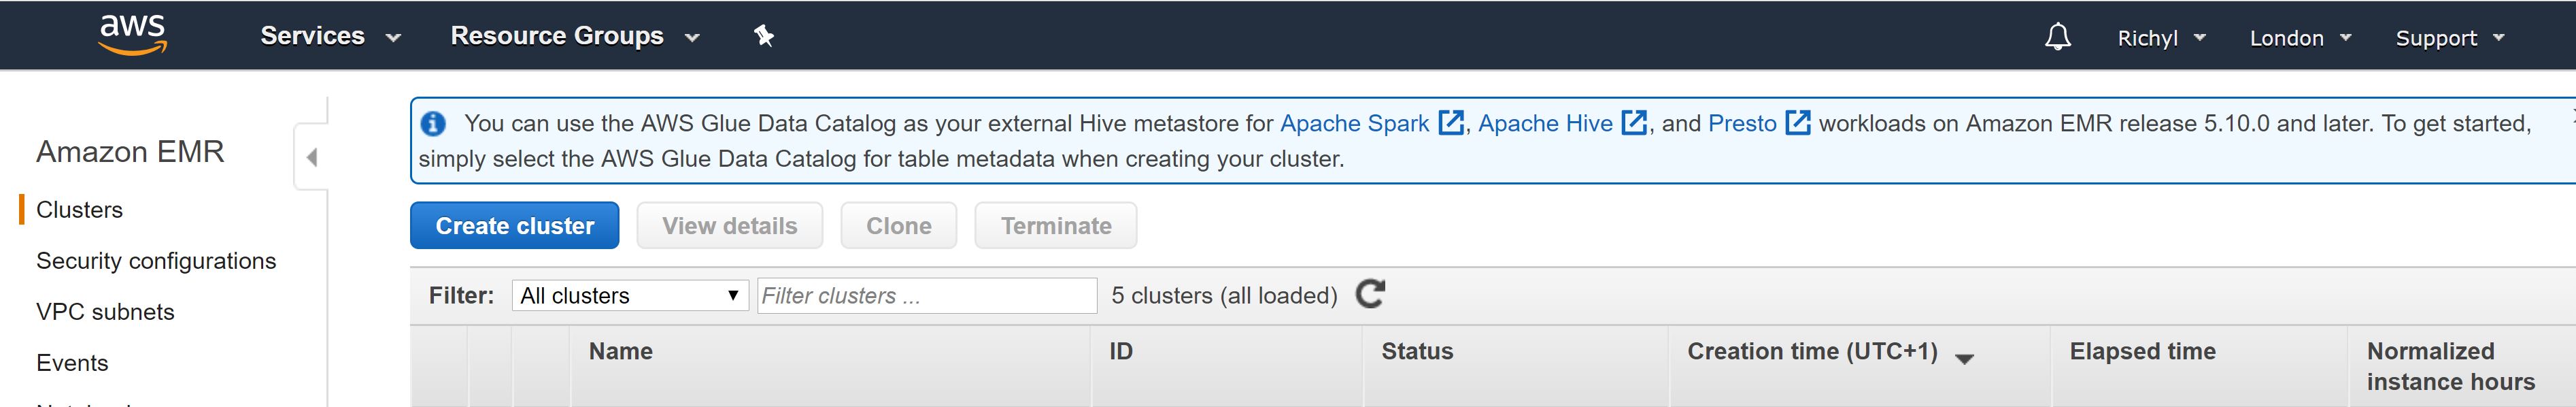 aws Services Resource Groups Richyl London Support
Amazon EMR
Clusters
Security configurations
VPC subnets
Events
You can use the AWS Glue Data Catalog as your external Hive metastore for Apache Spark , Apache Hive , and Presto workloads on Amazon EMR release 5.10.0 and later. To get started,
simply select the AWS Glue Data Catalog for table metadata when creating your cluster.
Create cluster View details Clone Terminate
Filter: All clusters Filter clusters ... 5 clusters (all loaded)
Name ID Status Creation time (UTC+1) Elapsed time Normalized
instance hours